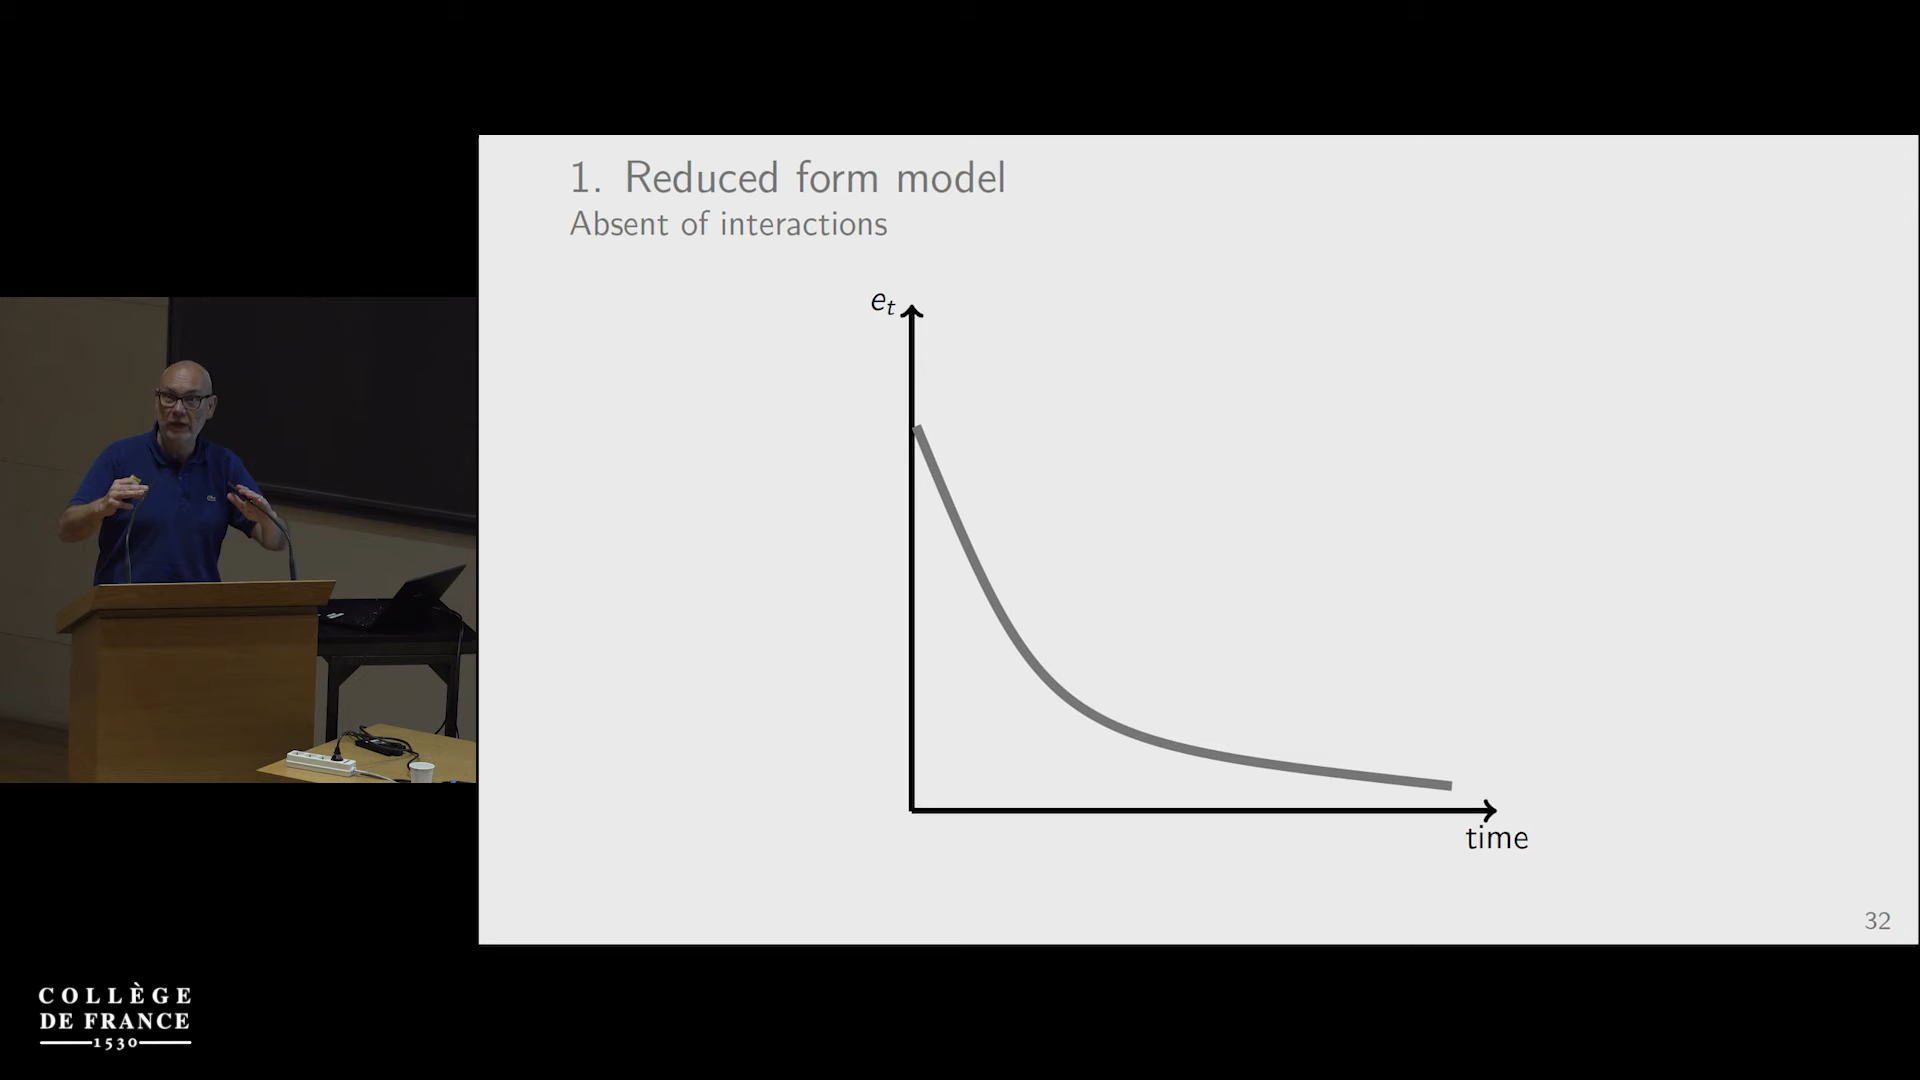 1. Reduced form model
Absent of interactions
e_t
time
32
COLLÈGE
DE FRANCE
1530